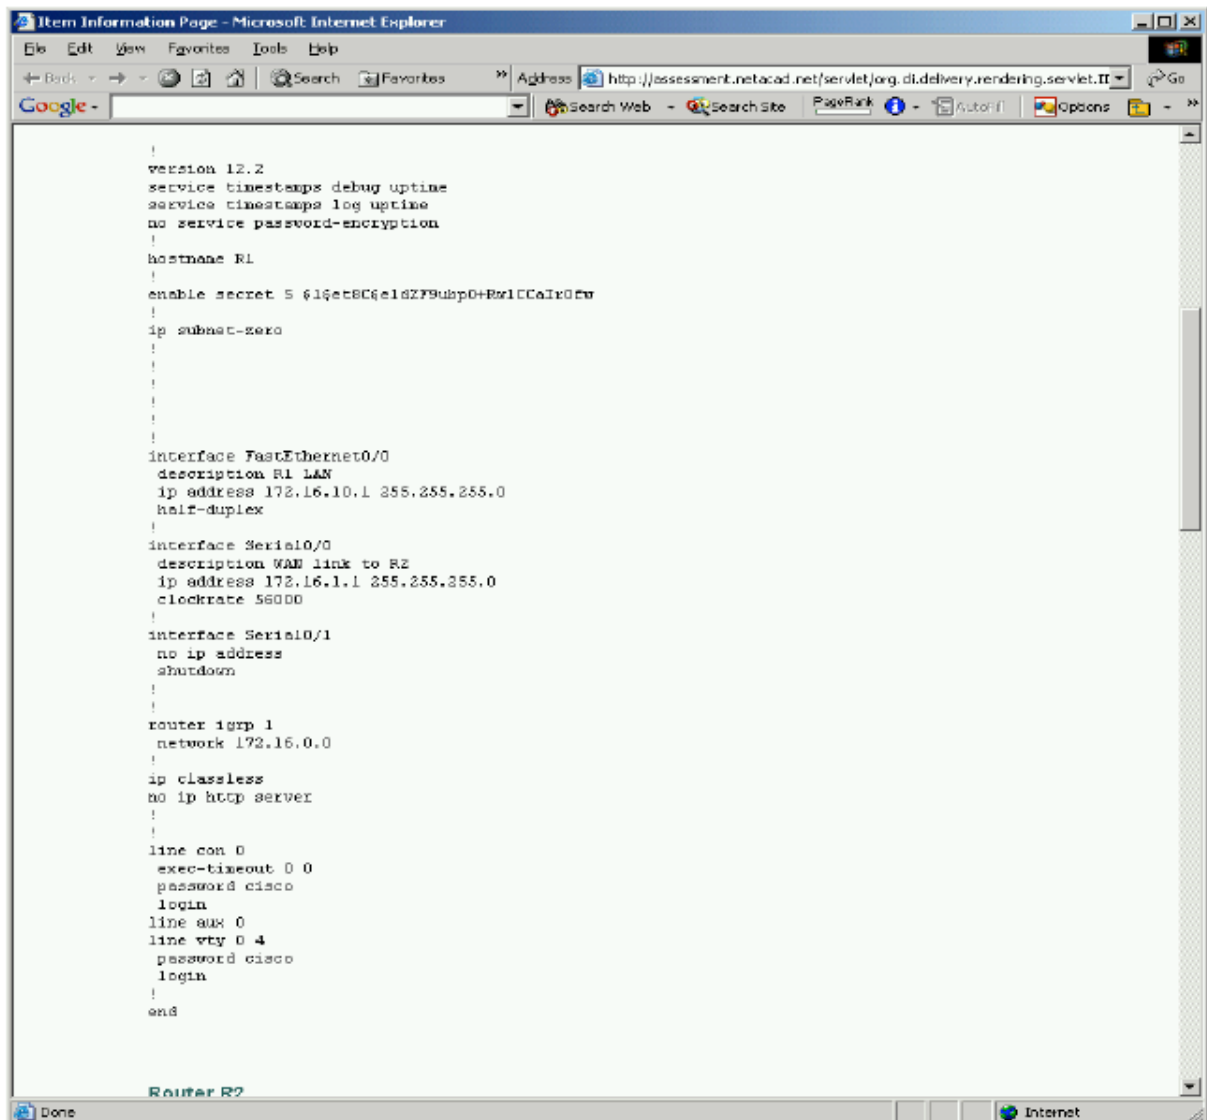 Item Information Page - Microsoft Internet Explorer
File Edit View Favorites Tools Help
Back Search Favorites » Address http://assessment.netacad.net/servlet/org.di.delivery.rendering.servlet.II Go
Google - Search Web - Search Site PageRank - AutoFill Options - »
!
version 12.2
service timestamps debug uptime
service timestamps log uptime
no service password-encryption
!
hostname R1
!
enable secret 5
!
ip subnet-zero
!
!
!
!
!
!
interface FastEthernet0/0
description R1 LAN
ip address 172.16.10.1 255.255.255.0
half-duplex
!
interface Serial0/0
description WAN link to R2
ip address 172.16.1.1 255.255.255.0
clockrate 56000
!
interface Serial0/1
no ip address
shutdown
!
!
router igrp 1
network 172.16.0.0
!
ip classless
no ip http server
!
!
line con 0
exec-timeout 0 0
password cisco
login
line aux 0
line vty 0 4
password cisco
login
!
end
Router R2
Done Internet